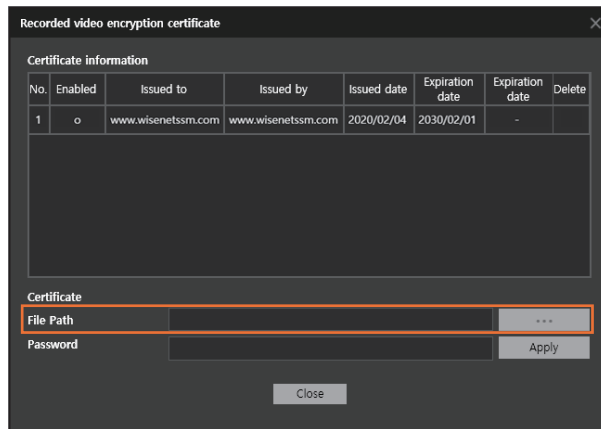 Recorded video encryption certificate
Certificate information
No. Enabled Issued to Issued by Issued date Expiration date Expiration date Delete
1 o www.wisenetssm.com www.wisenetssm.com 2020/02/04 2030/02/01 -
Certificate
File Path ...
Password Apply
Close